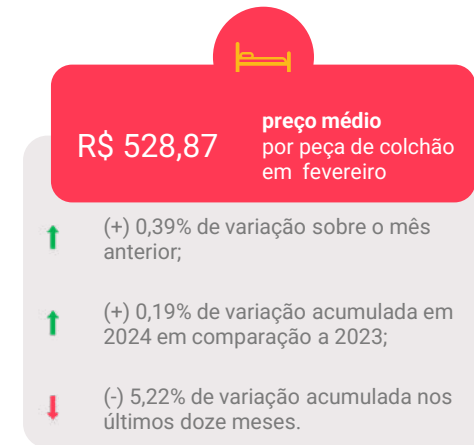 R$ 528,87
preço médio
por peça de colchão
em fevereiro
(+) 0,39% de variação sobre o mês
anterior;
(+) 0,19% de variação acumulada em
2024 em comparação a 2023;
(-) 5,22% de variação acumulada nos
últimos doze meses.